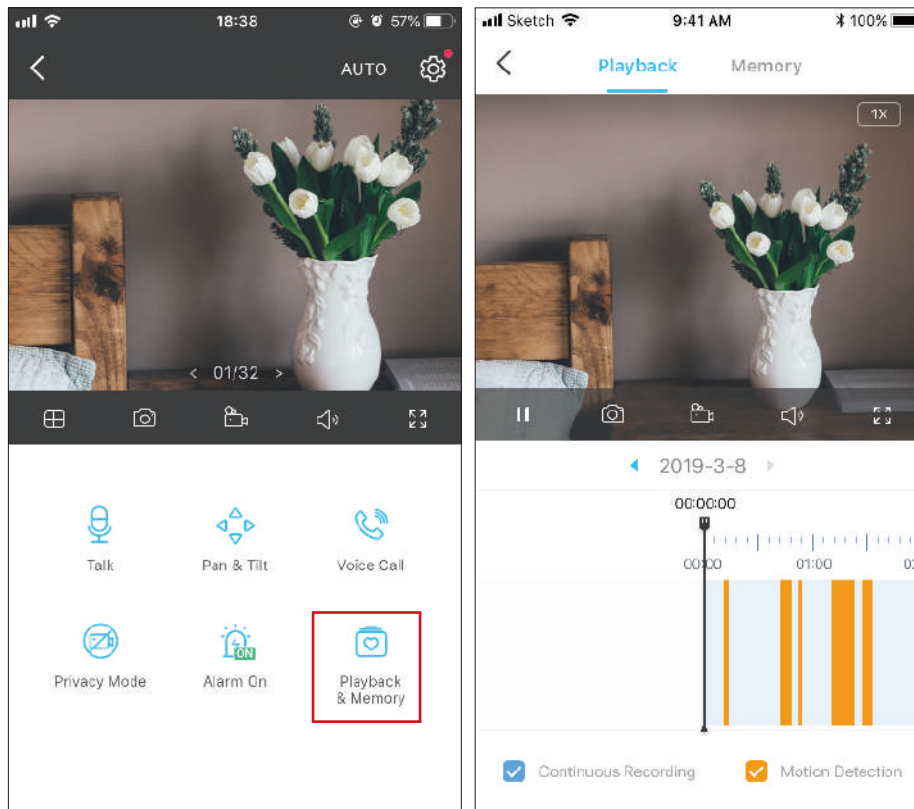 18:38
57%
AUTO
< 01/32 >
Talk
Pan & Tilt
Voice Call
Privacy Mode
ON
Alarm On
Playback
& Memory
Sketch
9:41 AM
100%
Playback
Memory
1X
2019-3-8
00:00:00
00:00
01:00
Continuous Recording
Motion Detection